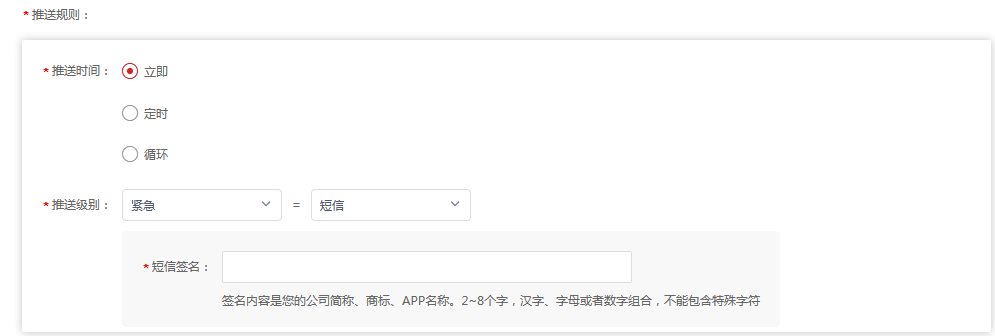 * 推送规则：
* 推送时间： 立即
定时
循环
* 推送级别： 紧急 = 短信
* 短信签名：
签名内容是您的公司简称、商标、APP名称。2~8个字，汉字、字母或者数字组合，不能包含特殊字符